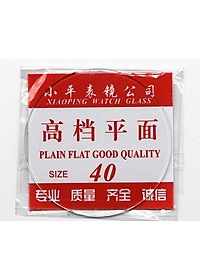 小平表镜公司
XIAOPING WATCH GLASS
高档平面
PLAIN FLAT GOOD QUALITY
SIZE 40
专业 质量 齐全 诚信